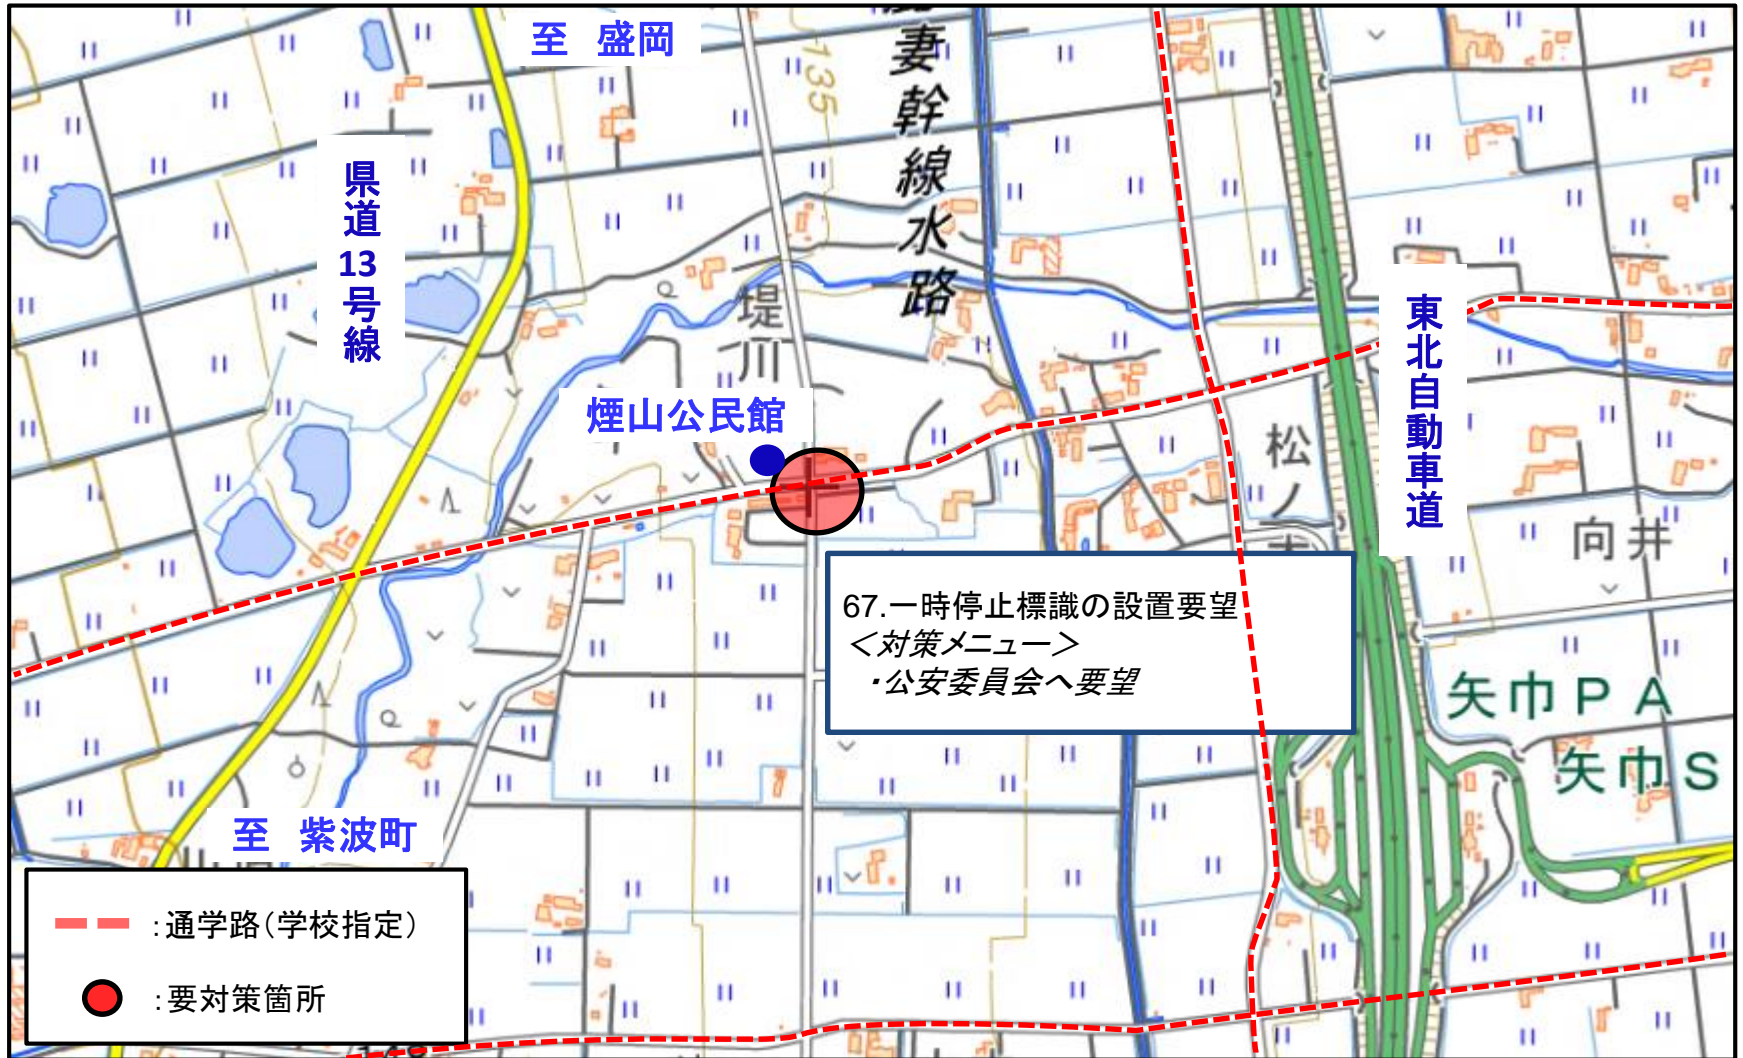 至　盛岡
135
妻幹線水路
県道13号線
堤川
東北自動車道
煙山公民館
松ノ木
向井
67.一時停止標識の設置要望
＜対策メニュー＞
・公安委員会へ要望
矢巾ＰＡ
矢巾Ｓ
至　紫波町
：通学路（学校指定）
：要対策箇所